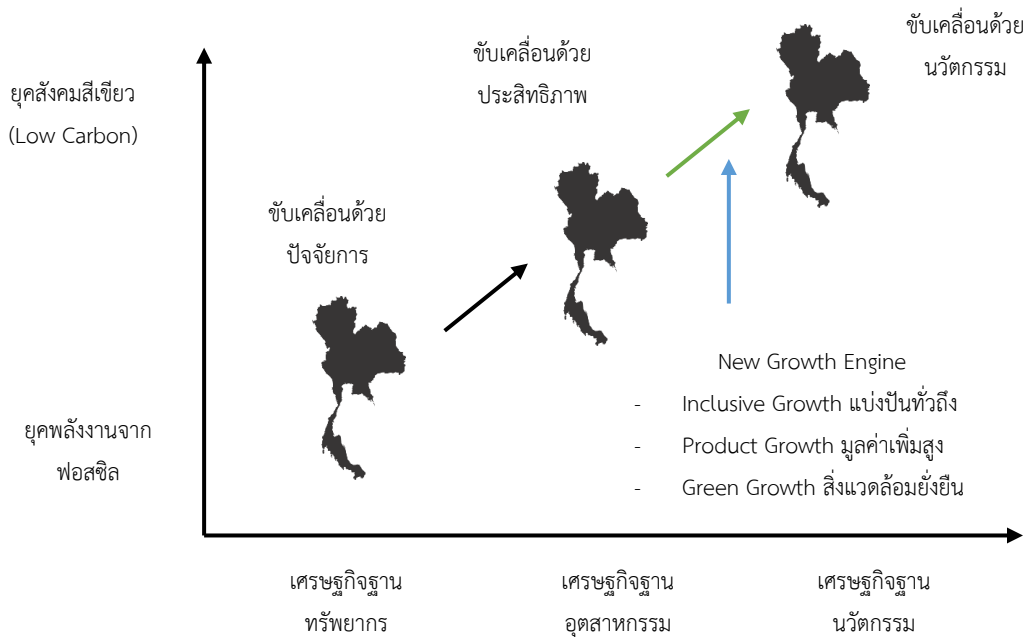 ขับเคลื่อนด้วย
นวัตกรรม
ขับเคลื่อนด้วย
ประสิทธิภาพ
ยุคสังคมสีเขียว
(Low Carbon)
ขับเคลื่อนด้วย
ปัจจัยการ
New Growth Engine
- Inclusive Growth แบ่งปันทั่วถึง
- Product Growth มูลค่าเพิ่มสูง
- Green Growth สิ่งแวดล้อมยั่งยืน
ยุคพลังงานจาก
ฟอสซิล
เศรษฐกิจฐาน
ทรัพยากร
เศรษฐกิจฐาน
อุตสาหกรรม
เศรษฐกิจฐาน
นวัตกรรม